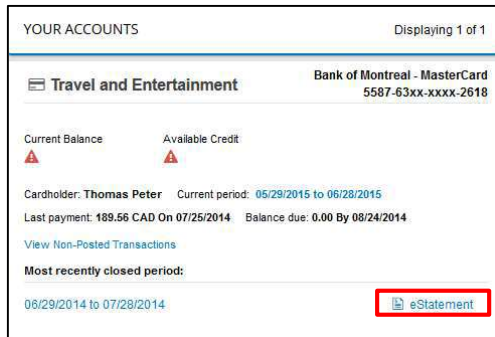 YOUR ACCOUNTS Displaying 1 of 1
Travel and Entertainment
Bank of Montreal - MasterCard
5587-63xx-xxxx-2618
Current Balance Available Credit
Cardholder: Thomas Peter Current period: 05/29/2015 to 06/28/2015
Last payment: 189.56 CAD On 07/25/2014 Balance due: 0.00 By 08/24/2014
View Non-Posted Transactions
Most recently closed period:
06/29/2014 to 07/28/2014 eStatement